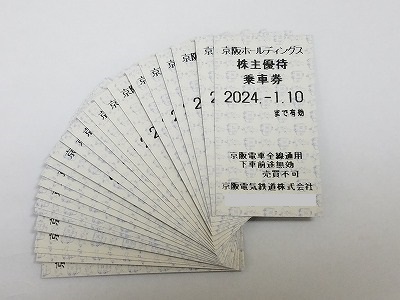 京阪ホールディングス
株主優待
乗車券
2024.-1.10
まで有効
京阪電車全線通用
下車前途無効
売買不可
京阪電気鉄道株式会社